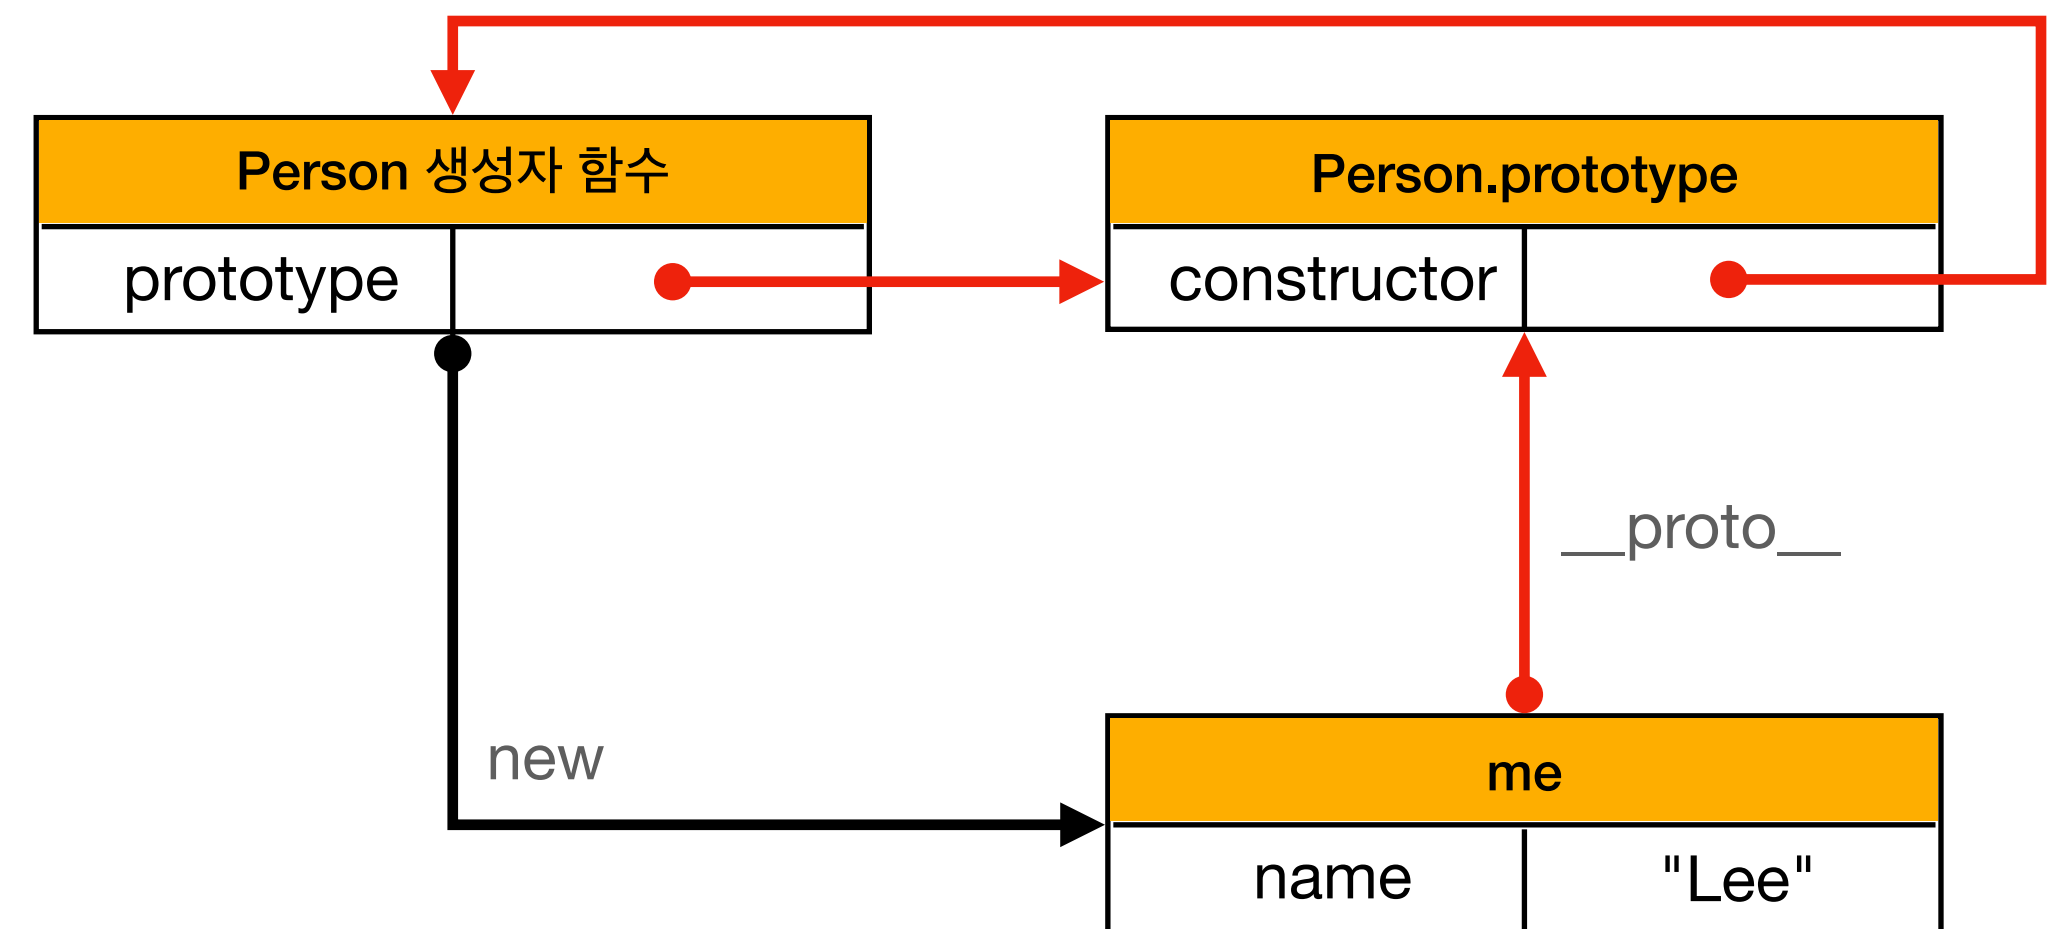 Person 생성자 함수
Person.prototype
prototype
constructor
__proto__
new
me
name
"Lee"